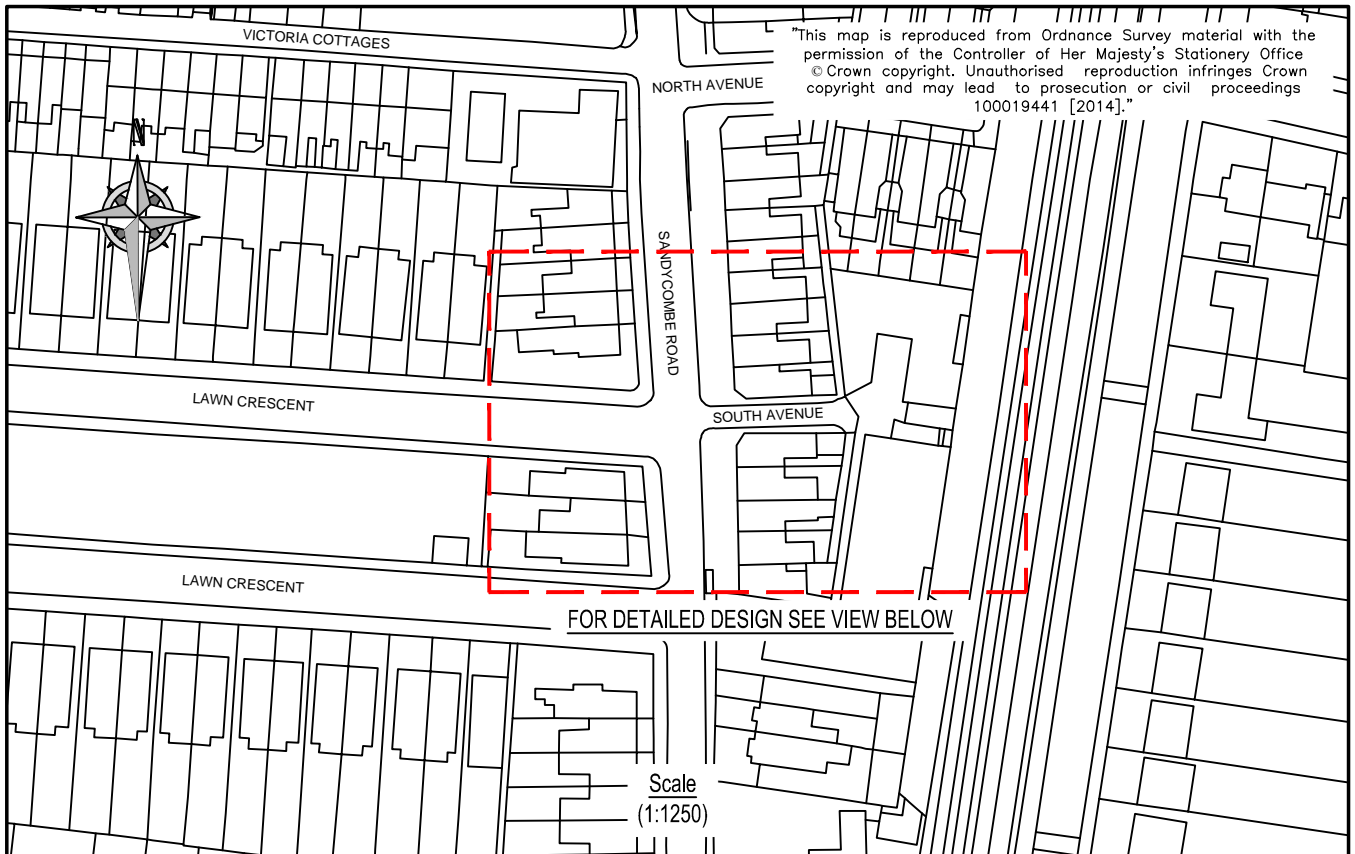 VICTORIA COTTAGES
"This map is reproduced from Ordnance Survey material with the
permission of the Controller of Her Majesty's Stationery Office
© Crown copyright. Unauthorised reproduction infringes Crown
copyright and may lead to prosecution or civil proceedings
100019441 [2014]."
NORTH AVENUE
N
SANDYCOMBE ROAD
LAWN CRESCENT
SOUTH AVENUE
LAWN CRESCENT
FOR DETAILED DESIGN SEE VIEW BELOW
Scale
(1:1250)